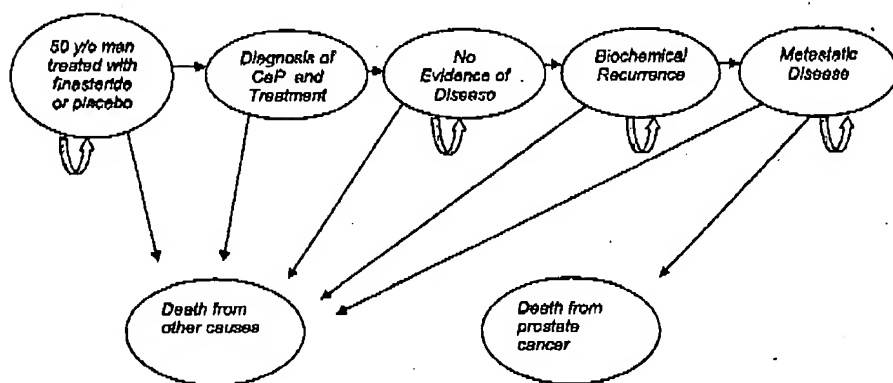 50 y/o men
treated with
finasteride
or placebo
Diagnosis of
CaP and
Treatment
No
Evidence of
Disease
Biochemical
Recurrence
Metastatic
Disease
Death from
other causes
Death from
prostate
cancer